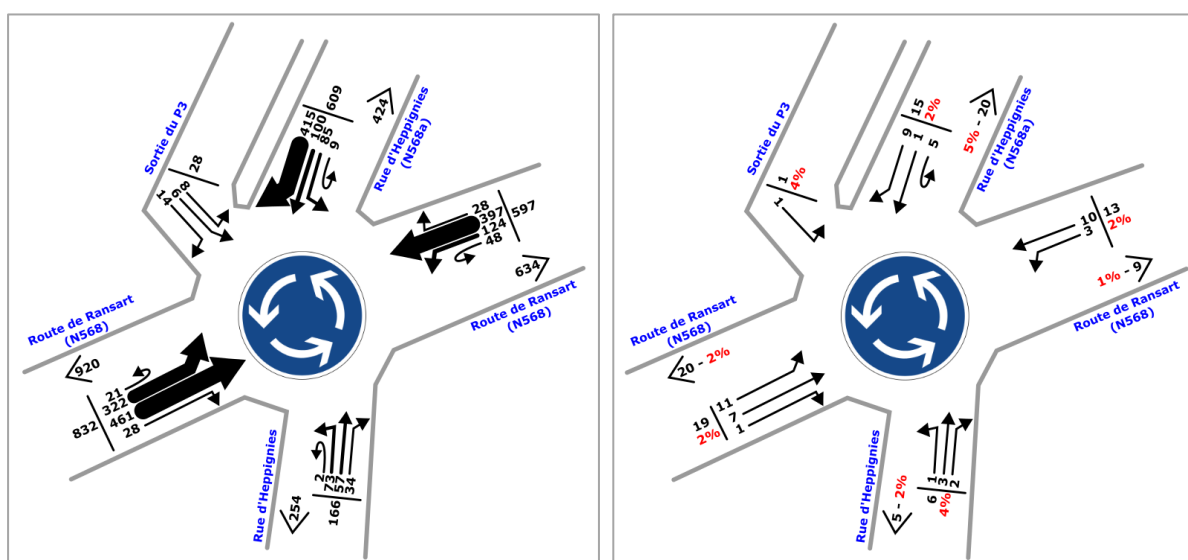 Sortie du P3
28
14
6
8
609
415
100
85
9
424
Rue d'Heppignies
(N568a)
28
397
124
48
597
634
Route de Ransart
(N568)
Route de Ransart
(N568)
920
21
322
461
28
832
Rue d'Heppignies
254
2
73
57
34
166
Sortie du P3
1
4%
1
15
2%
9
1
5
5% - 20
Rue d'Heppignies
(N568a)
10
3
13
2%
1% - 9
Route de Ransart
(N568)
Route de Ransart
(N568)
20 - 2%
11
7
1
19
2%
Rue d'Heppignies
5 - 2%
1
3
2
6
4%